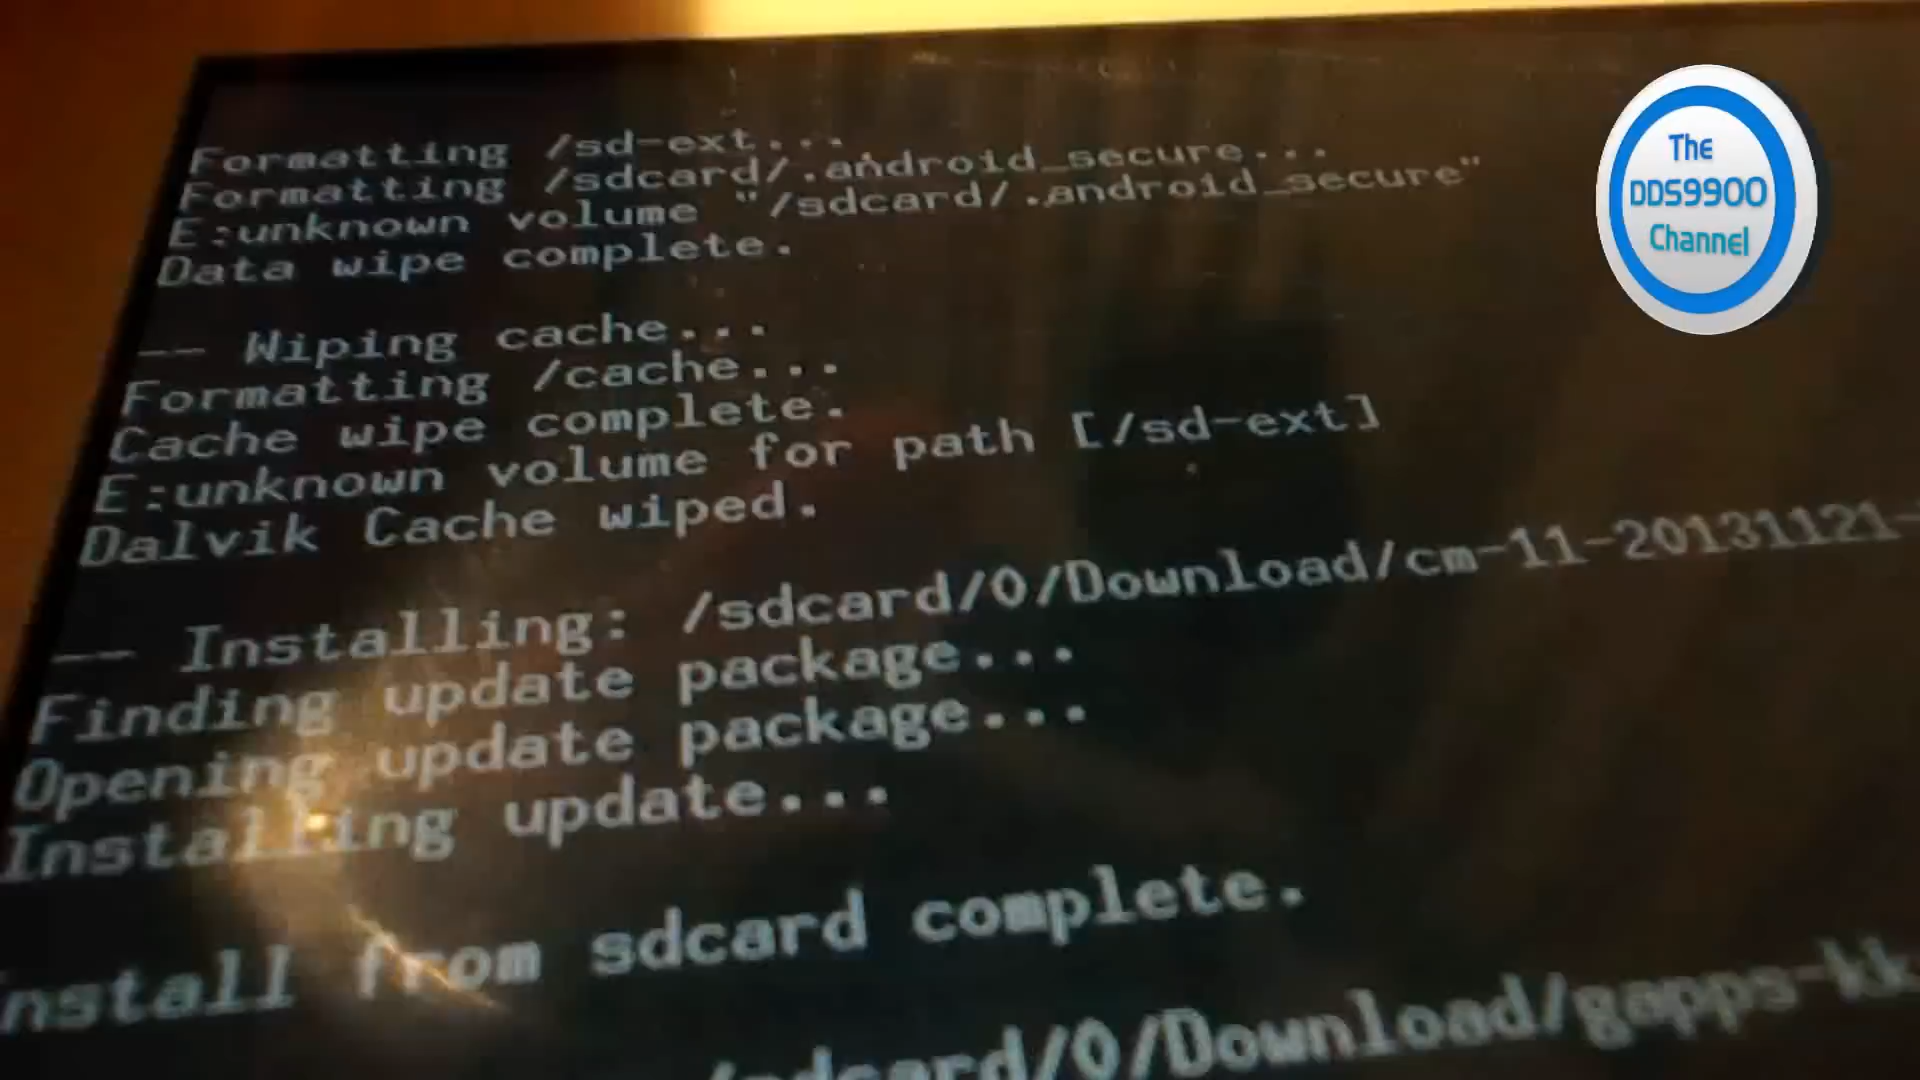 Formatting /sd-ext...
Formatting /sdcard/.android_secure...
E:unknown volume "/sdcard/.android_secure"
Data wipe complete.
-- Wiping cache...
Formatting /cache...
Cache wipe complete.
E:unknown volume for path [/sd-ext]
Dalvik Cache wiped.
-- Installing: /sdcard/0/Download/cm-11-20131121-
Finding update package...
Opening update package...
Installing update...
Install from sdcard complete.
/sdcard/0/Download/gapps-kk
The
DDS9900
Channel